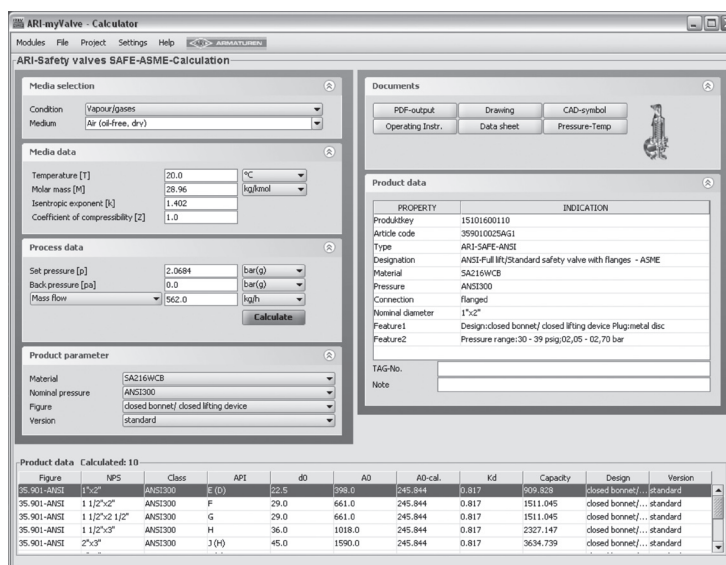 ARI-myValve - Calculator
Modules File Project Settings Help ARI ARMATUREN
ARI-Safety valves SAFE-ASME-Calculation
Media selection
Condition Vapour/gases
Medium Air (oil-free, dry)
Media data
Temperature [T] 20.0 °C
Molar mass [M] 28.96 kg/kmol
Isentropic exponent [k] 1.402
Coefficient of compressibility [Z] 1.0
Process data
Set pressure [p] 2.0684 bar(g)
Back pressure [pa] 0.0 bar(g)
Mass flow 562.0 kg/h
Calculate
Product parameter
Material SA216WCB
Nominal pressure ANSI300
Figure closed bonnet/ closed lifting device
Version standard
Documents
PDF-output Drawing CAD-symbol
Operating Instr. Data sheet Pressure-Temp
Product data
PROPERTY INDICATION
Produktkey 15101600110
Article code 359010025AG1
Type ARI-SAFE-ANSI
Designation ANSI-Full lift/Standard safety valve with flanges - ASME
Material SA216WCB
Pressure ANSI300
Connection flanged
Nominal diameter 1"x2"
Feature1 Design:closed bonnet/ closed lifting device Plug:metal disc
Feature2 Pressure range:30 - 39 psig;02,05 - 02,70 bar
TAG-No.
Note
Product data Calculated: 10
Figure NPS Class API d0 A0 A0-cal. Kd Capacity Design Version
35.901-ANSI 1"x2" ANSI300 E (D) 22.5 398.0 245.844 0.817 909.828 closed bonnet/... standard
35.901-ANSI 1 1/2"x2" ANSI300 F 29.0 661.0 245.844 0.817 1511.045 closed bonnet/... standard
35.901-ANSI 1 1/2"x2 1/2" ANSI300 G 29.0 661.0 245.844 0.817 1511.045 closed bonnet/... standard
35.901-ANSI 1 1/2"x3" ANSI300 H 36.0 1018.0 245.844 0.817 2327.147 closed bonnet/... standard
35.901-ANSI 2"x3" ANSI300 J (H) 45.0 1590.0 245.844 0.817 3634.739 closed bonnet/... standard